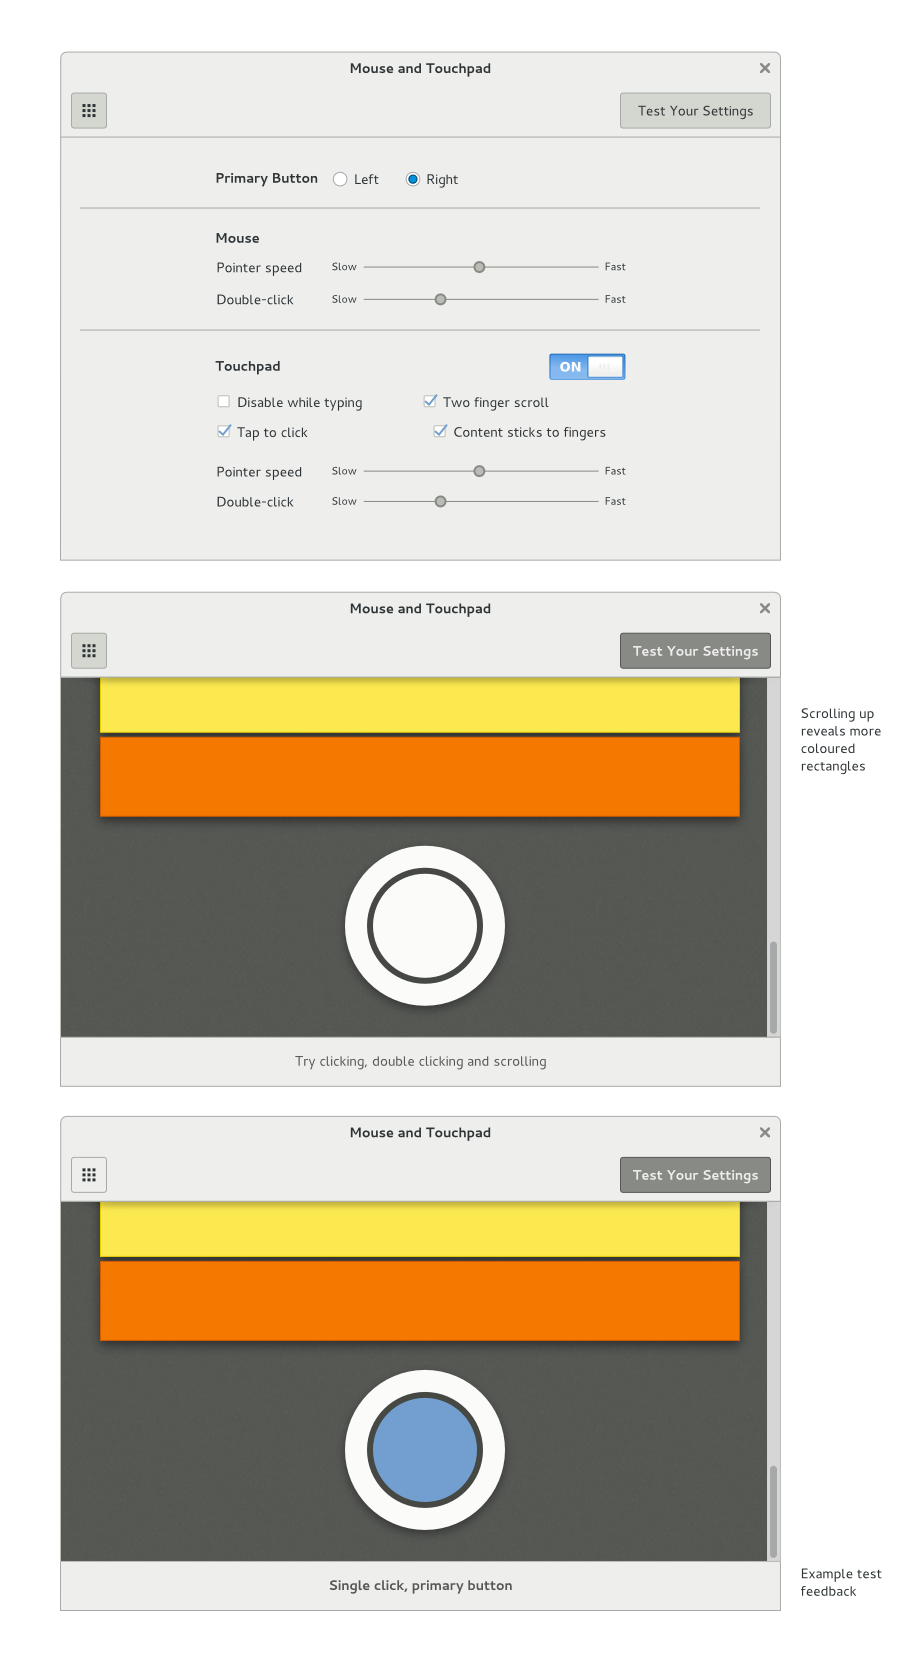 Mouse and Touchpad
Test Your Settings
Primary Button Left Right
Mouse
Pointer speed Slow Fast
Double-click Slow Fast
Touchpad ON
Disable while typing Two finger scroll
Tap to click Content sticks to fingers
Pointer speed Slow Fast
Double-click Slow Fast
Mouse and Touchpad
Test Your Settings
Scrolling up
reveals more
coloured
rectangles
Try clicking, double clicking and scrolling
Mouse and Touchpad
Test Your Settings
Single click, primary button
Example test
feedback